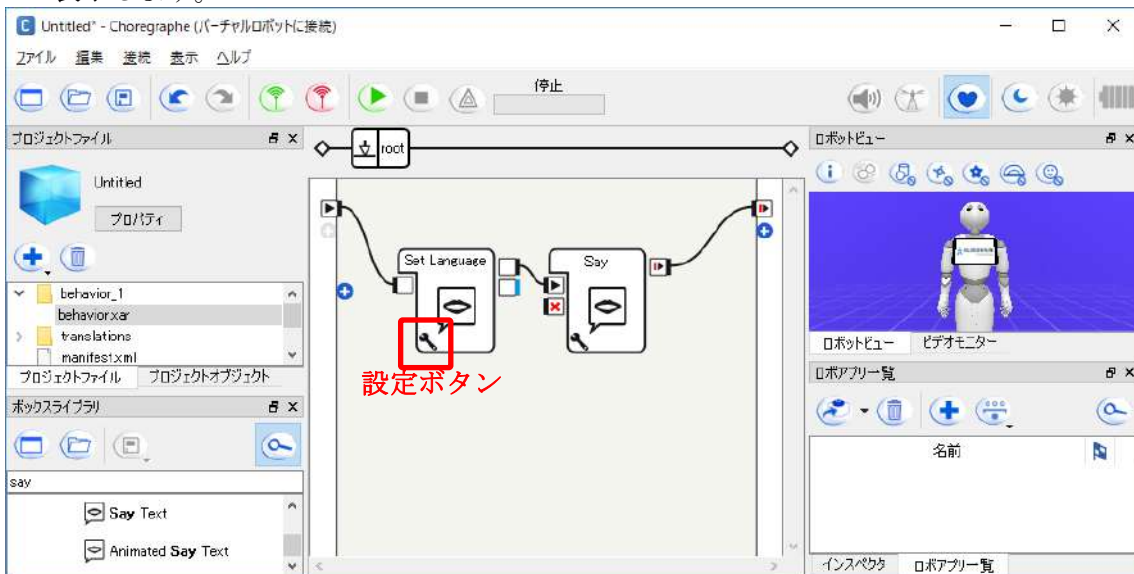 Untitled* - Choregraphe (バーチャルロボットに接続)
ファイル 編集 接続 表示 ヘルプ
停止
プロジェクトファイル
root
ロボットビュー
Untitled
プロパティ
Set Language
Say
behavior_1
behavior.xar
translations
manifest.xml
ロボットビュー ビデオモニター
プロジェクトファイル プロジェクトオブジェクト
設定ボタン
ロボアプリ一覧
ボックスライブラリ
名前
say
Say Text
Animated Say Text
インスペクタ ロボアプリ一覧